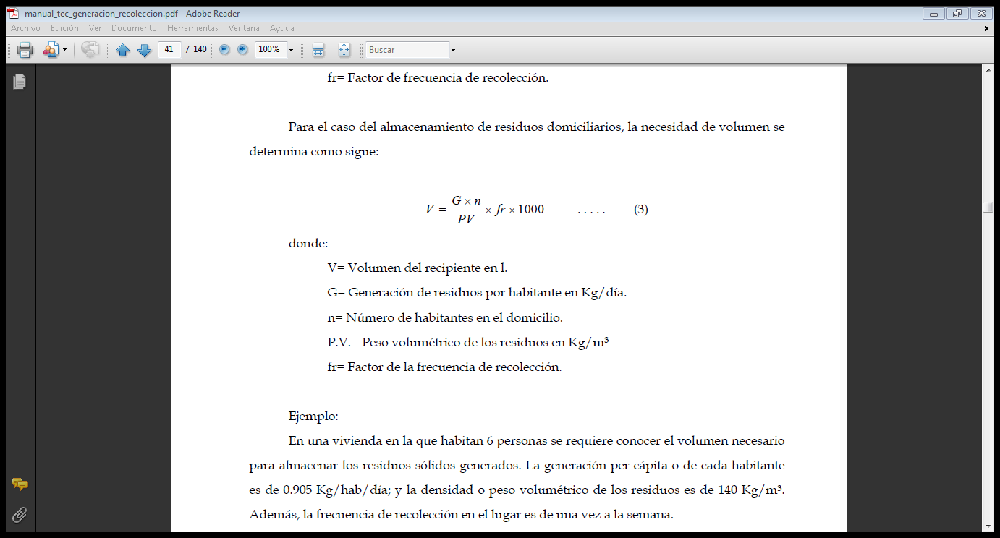 manual_tec_generacion_recoleccion.pdf - Adobe Reader
Archivo Edición Ver Documento Herramientas Ventana Ayuda
41 / 140 100% Buscar
fr= Factor de frecuencia de recolección.
Para el caso del almacenamiento de residuos domiciliarios, la necesidad de volumen se
determina como sigue:
V = G × n / PV × fr × 1000 ..... (3)
donde:
V= Volumen del recipiente en l.
G= Generación de residuos por habitante en Kg/día.
n= Número de habitantes en el domicilio.
P.V.= Peso volumétrico de los residuos en Kg/m³
fr= Factor de la frecuencia de recolección.
Ejemplo:
En una vivienda en la que habitan 6 personas se requiere conocer el volumen necesario
para almacenar los residuos sólidos generados. La generación per-cápita o de cada habitante
es de 0.905 Kg/hab/día; y la densidad o peso volumétrico de los residuos es de 140 Kg/m³.
Además, la frecuencia de recolección en el lugar es de una vez a la semana.